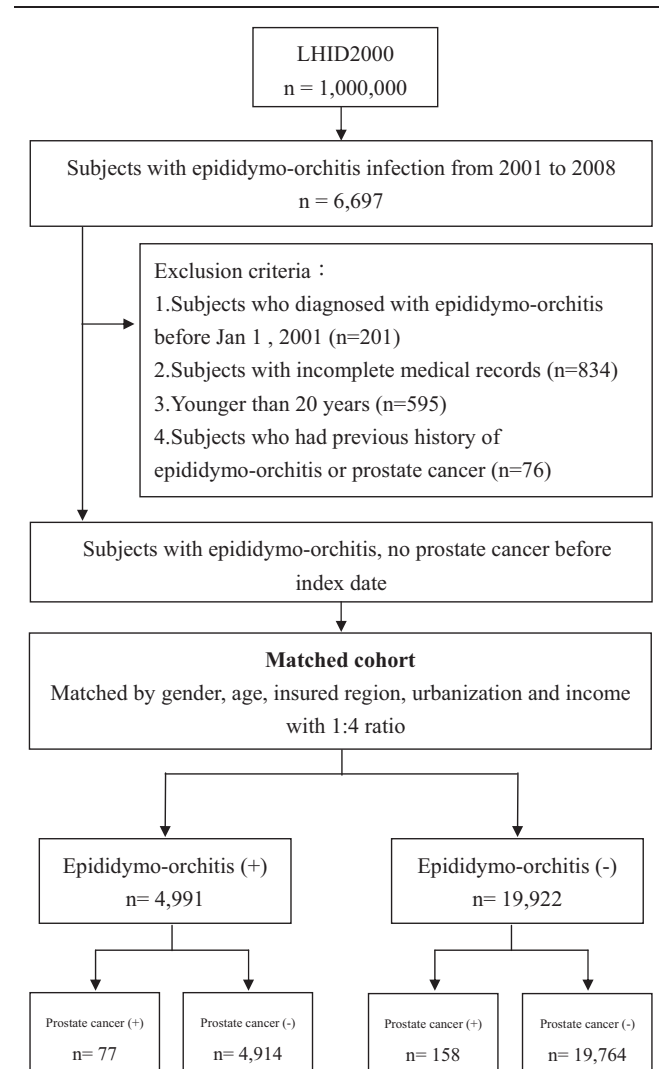 LHID2000
n = 1,000,000
Subjects with epididymo-orchitis infection from 2001 to 2008
n = 6,697
Exclusion criteria：
1.Subjects who diagnosed with epididymo-orchitis
before Jan 1 , 2001 (n=201)
2.Subjects with incomplete medical records (n=834)
3.Younger than 20 years (n=595)
4.Subjects who had previous history of
epididymo-orchitis or prostate cancer (n=76)
Subjects with epididymo-orchitis, no prostate cancer before
index date
Matched cohort
Matched by gender, age, insured region, urbanization and income
with 1:4 ratio
Epididymo-orchitis (+)
n= 4,991
Epididymo-orchitis (-)
n= 19,922
Prostate cancer (+)
n= 77
Prostate cancer (-)
n= 4,914
Prostate cancer (+)
n= 158
Prostate cancer (-)
n= 19,764